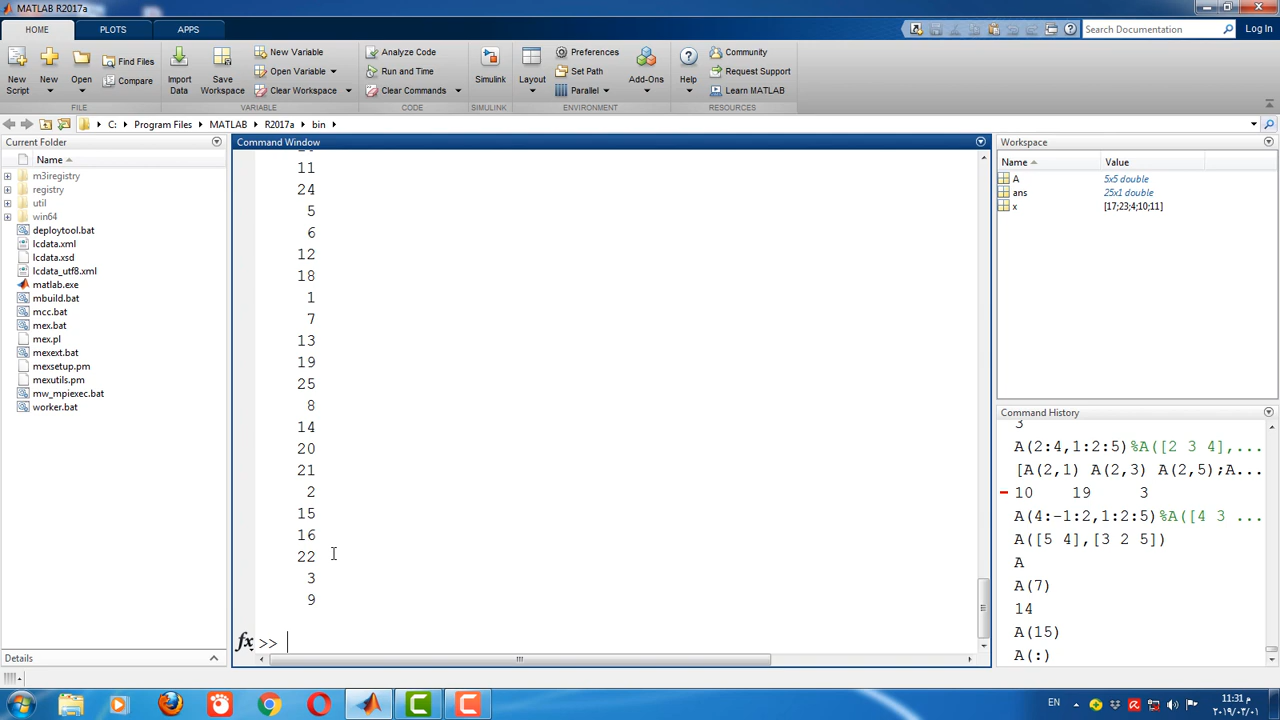 MATLAB R2017a
HOME
PLOTS
APPS
Search Documentation
Log In
New Script
New
Open
Find Files
Compare
FILE
Import Data
Save Workspace
New Variable
Open Variable
Clear Workspace
VARIABLE
Analyze Code
Run and Time
Clear Commands
CODE
Simulink
SIMULINK
Layout
Preferences
Set Path
Parallel
Add-Ons
ENVIRONMENT
Help
Community
Request Support
Learn MATLAB
RESOURCES
C: Program Files MATLAB R2017a bin
Current Folder
Name
m3iregistry
registry
util
win64
deploytool.bat
lcdata.xml
lcdata.xsd
lcdata_utf8.xml
matlab.exe
mbuild.bat
mcc.bat
mex.bat
mex.pl
mexext.bat
mexsetup.pm
mexutils.pm
mw_mpiexec.bat
worker.bat
Details
Command Window
11
24
5
6
12
18
1
7
13
19
25
8
14
20
21
2
15
16
22
3
9
fx >>
Workspace
Name Value
A 5x5 double
ans 25x1 double
x [17;23;4;10;11]
Command History
3
A(2:4,1:2:5)%A([2 3 4],...
[A(2,1) A(2,3) A(2,5);A...
10 19 3
A(4:-1:2,1:2:5)%A([4 3 ...
A([5 4],[3 2 5])
A
A(7)
14
A(15)
A(:)
EN
11:31 م
٢٠١٩/٠٣/٠١